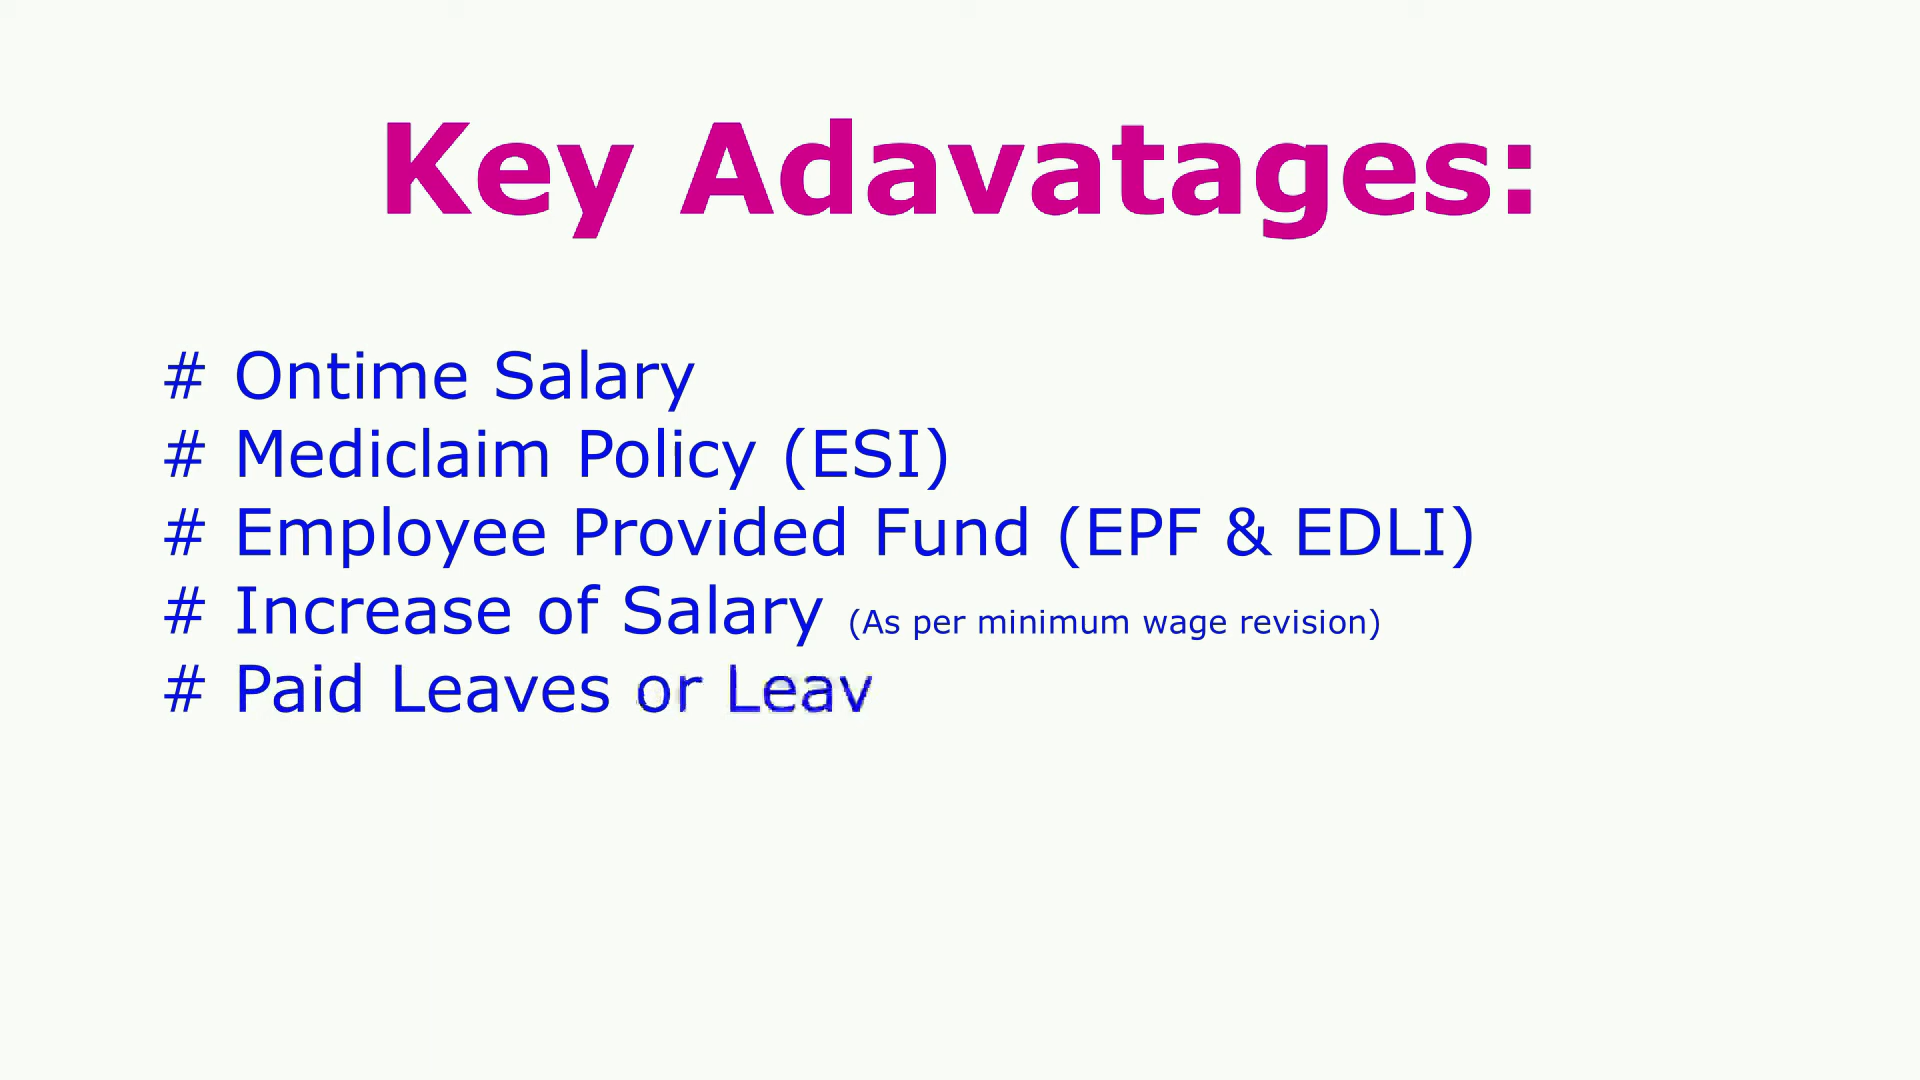 Key Adavatages:
# Ontime Salary
# Mediclaim Policy (ESI)
# Employee Provided Fund (EPF & EDLI)
# Increase of Salary (As per minimum wage revision)
# Paid Leaves or Leav